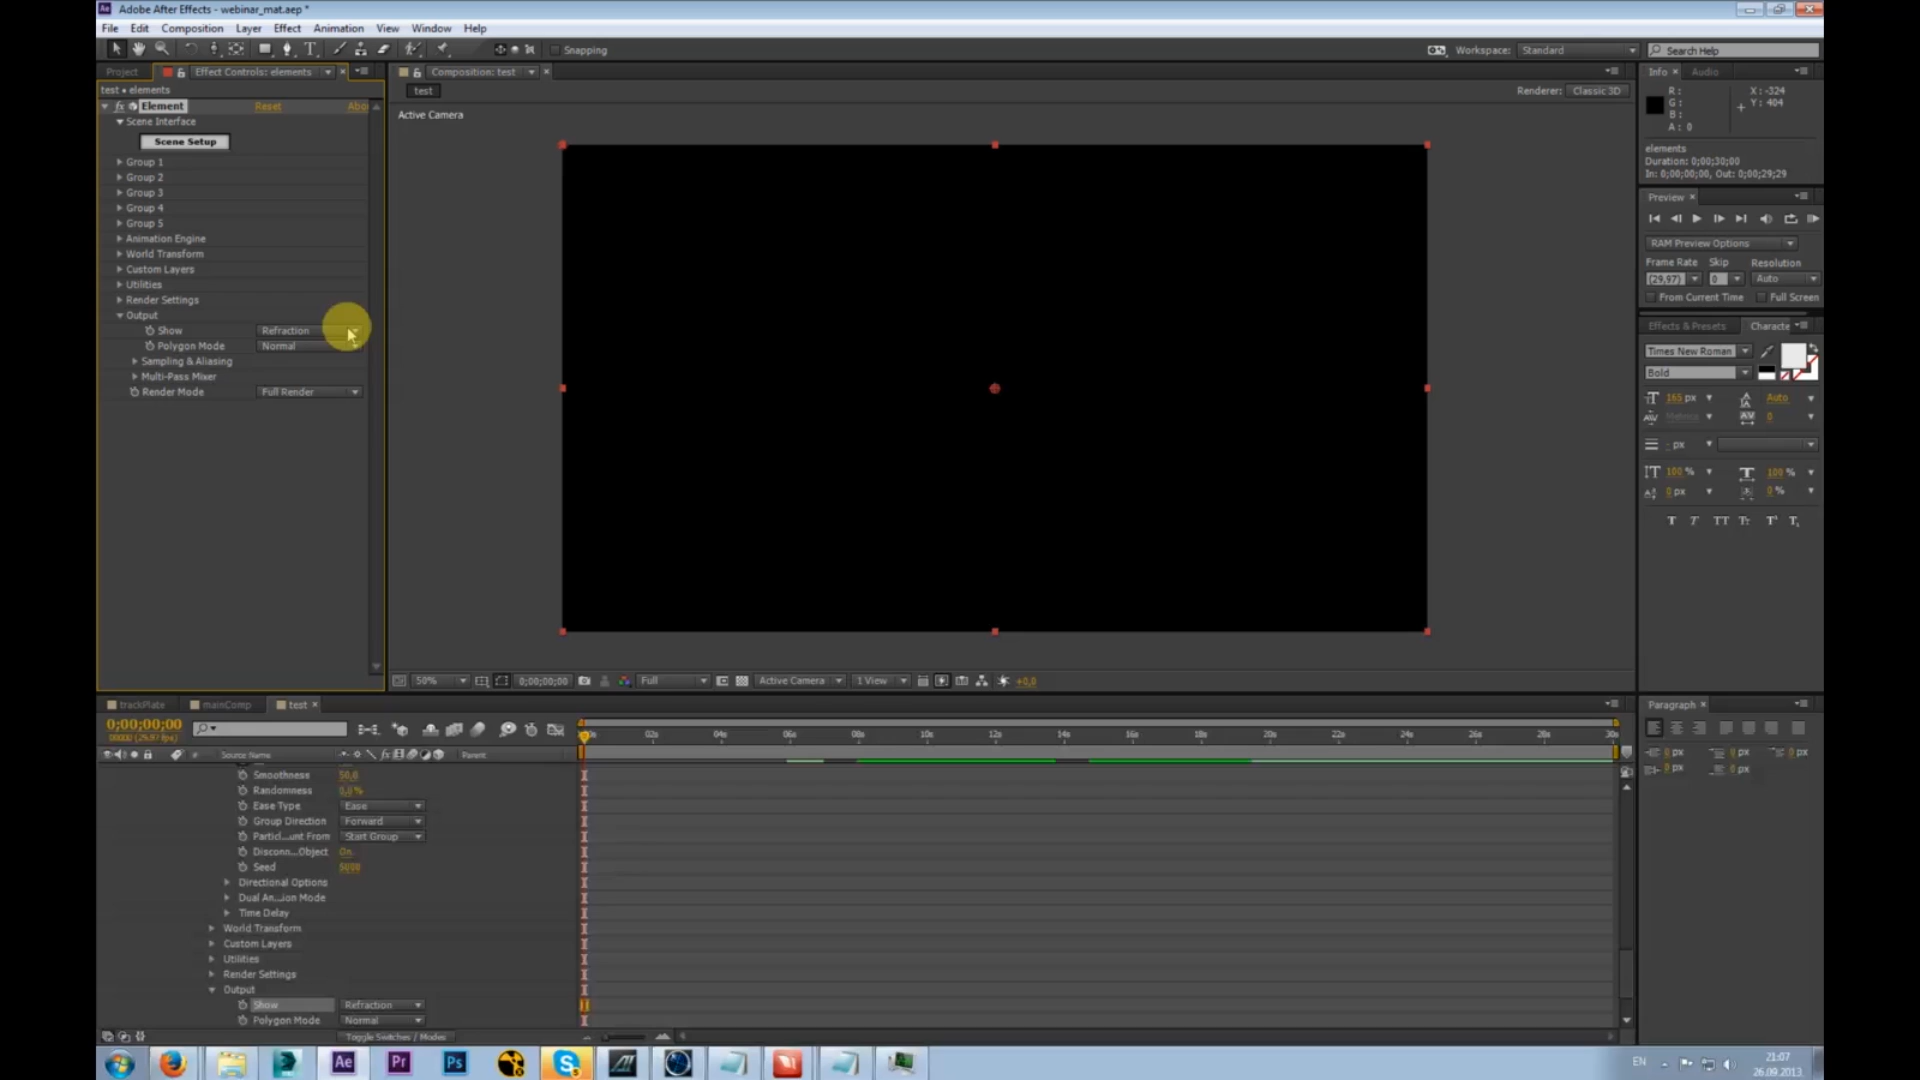 Adobe After Effects - webinar_mat.aep *
File Edit Composition Layer Effect Animation View Window Help
Snapping
Workspace: Standard
Search Help
Project
Effect Controls: elements
test • elements
Element Reset Abo
Scene Interface
Scene Setup
Group 1
Group 2
Group 3
Group 4
Group 5
Animation Engine
World Transform
Custom Layers
Utilities
Render Settings
Output
Show Refraction
Polygon Mode Normal
Sampling & Aliasing
Multi-Pass Mixer
Render Mode Full Render
Composition: test
test
Renderer: Classic 3D
Active Camera
50% 0;00;00;00 Full Active Camera 1 View +0,0
Info Audio
R: X: -324
G: Y: 404
B:
A: 0
elements
Duration: 0;00;30;00
In: 0;00;00;00, Out: 0;00;29;29
Preview
RAM Preview Options
Frame Rate Skip Resolution
(29,97) 0 Auto
From Current Time Full Screen
Effects & Presets Characte
Times New Roman
Bold
165 px Auto
Metrics 0
- px
100 % 100 %
0 px 0 %
T T TT Tr T¹ T,
Paragraph
0 px 0 px 0 px
0 px 0 px
trackPlate mainComp test
0;00;00;00
00000 (29.97 fps)
Source Name Parent
02s 04s 06s 08s 10s 12s 14s 16s 18s 20s 22s 24s 26s 28s 30s
Smoothness 50,0
Randomness 0,0%
Ease Type Ease
Group Direction Forward
Particl...unt From Start Group
Disconn...Object On
Seed 5000
Directional Options
Dual An...ion Mode
Time Delay
World Transform
Custom Layers
Utilities
Render Settings
Output
Show Refraction
Polygon Mode Normal
Toggle Switches / Modes
Ae Pr Ps
EN
21:07
26.09.2013